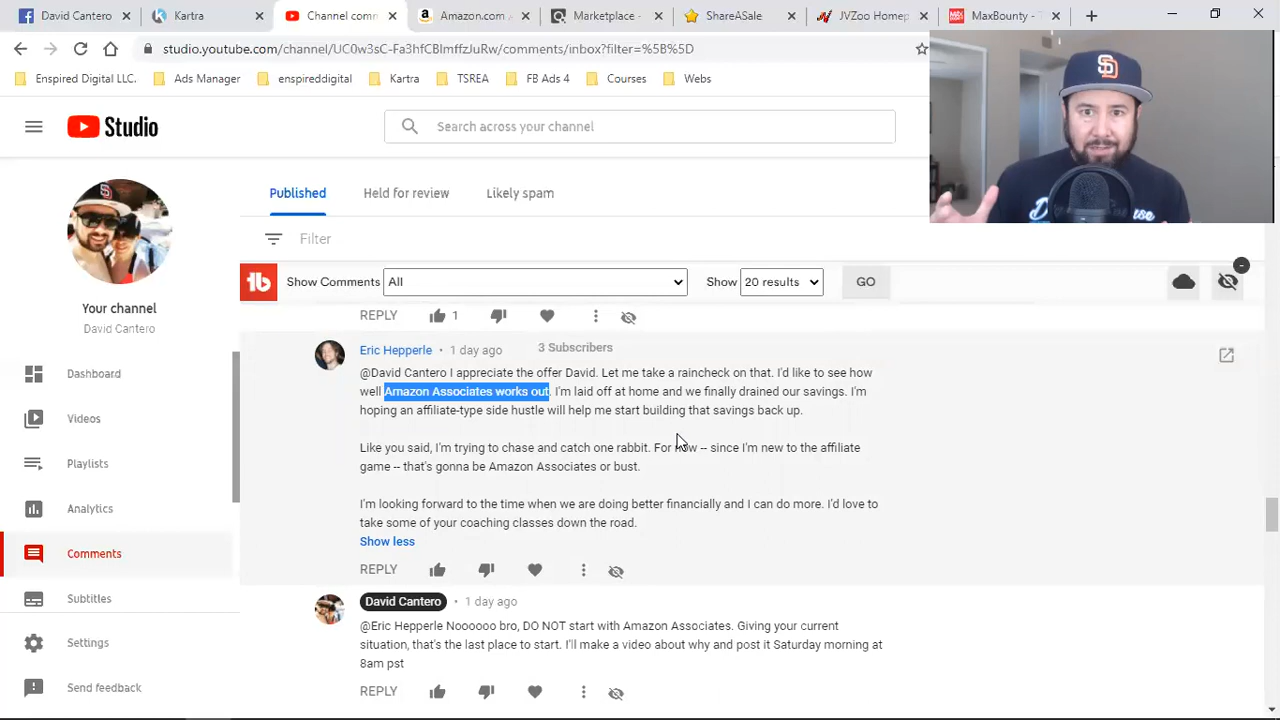 David Cantero
Kartra
Channel comm
Amazon.com
Marketplace -
ShareASale
JVZoo Homep
MaxBounty
studio.youtube.com/channel/UC0w3sC-Fa3hfCBlmffzJuRw/comments/inbox?filter=%5B%5D
Enspired Digital LLC.
Ads Manager
enspireddigital
Kartra
TSREA
FB Ads 4
Courses
Webs
Studio
Search across your channel
SD
Your channel
David Cantero
Dashboard
Videos
Playlists
Analytics
Comments
Subtitles
Settings
Send feedback
Published
Held for review
Likely spam
Filter
tb
Show Comments
All
Show
20 results
GO
REPLY
1
Eric Hepperle • 1 day ago
3 Subscribers
@David Cantero I appreciate the offer David. Let me take a raincheck on that. I'd like to see how
well Amazon Associates works out. I'm laid off at home and we finally drained our savings. I'm
hoping an affiliate-type side hustle will help me start building that savings back up.
Like you said, I'm trying to chase and catch one rabbit. For now -- since I'm new to the affiliate
game -- that's gonna be Amazon Associates or bust.
I'm looking forward to the time when we are doing better financially and I can do more. I'd love to
take some of your coaching classes down the road.
Show less
REPLY
David Cantero • 1 day ago
@Eric Hepperle Noooooo bro, DO NOT start with Amazon Associates. Giving your current
situation, that's the last place to start. I'll make a video about why and post it Saturday morning at
8am pst
REPLY